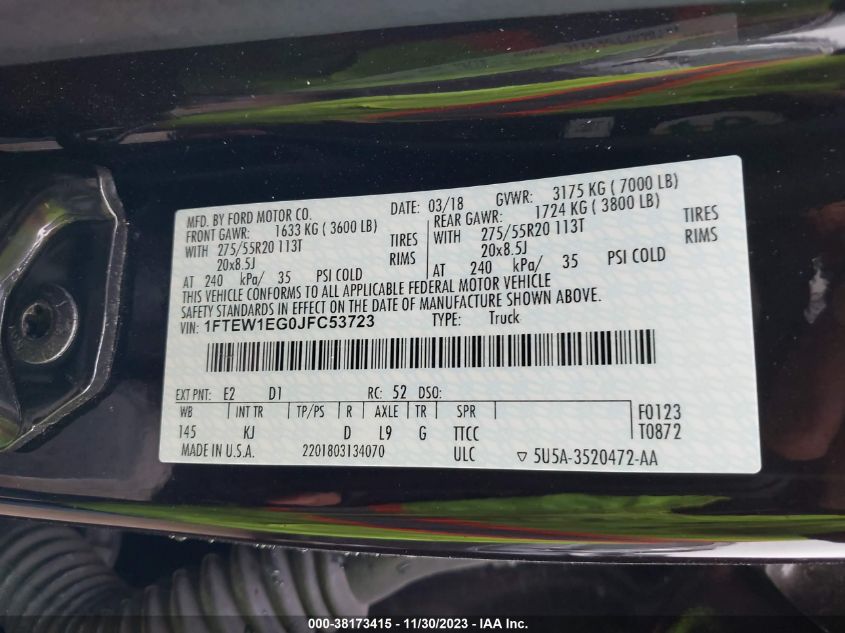 MFD. BY FORD MOTOR CO. DATE: 03/18 GVWR: 3175 KG ( 7000 LB)
FRONT GAWR: 1633 KG ( 3600 LB) REAR GAWR: 1724 KG ( 3800 LB)
WITH 275/55R20 113T TIRES WITH 275/55R20 113T TIRES
20x8.5J RIMS 20x8.5J RIMS
AT 240 kPa/ 35 PSI COLD AT 240 kPa/ 35 PSI COLD
THIS VEHICLE CONFORMS TO ALL APPLICABLE FEDERAL MOTOR VEHICLE
SAFETY STANDARDS IN EFFECT ON THE DATE OF MANUFACTURE SHOWN ABOVE.
VIN: 1FTEW1EG0JFC53723 TYPE: Truck
EXT PNT: E2 D1 RC: 52 DSO:
WB INT TR TP/PS R AXLE TR SPR F0123
145 KJ D L9 G TTCC T0872
MADE IN U.S.A. 2201803134070 ULC ▽ 5U5A-3520472-AA
000-38173415 - 11/30/2023 - IAA Inc.